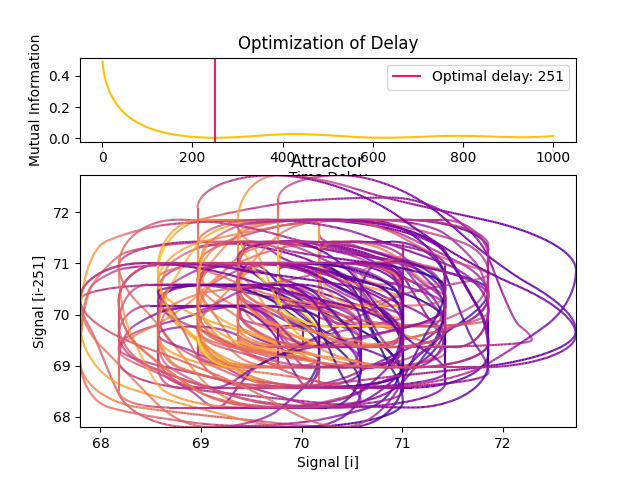 Optimization of Delay
Mutual Information
0.4
0.2
0.0
Optimal delay: 251
0 200 400 600 800 1000
Time Delay
Attractor
Signal [i-251]
72
71
70
69
68
68 69 70 71 72
Signal [i]